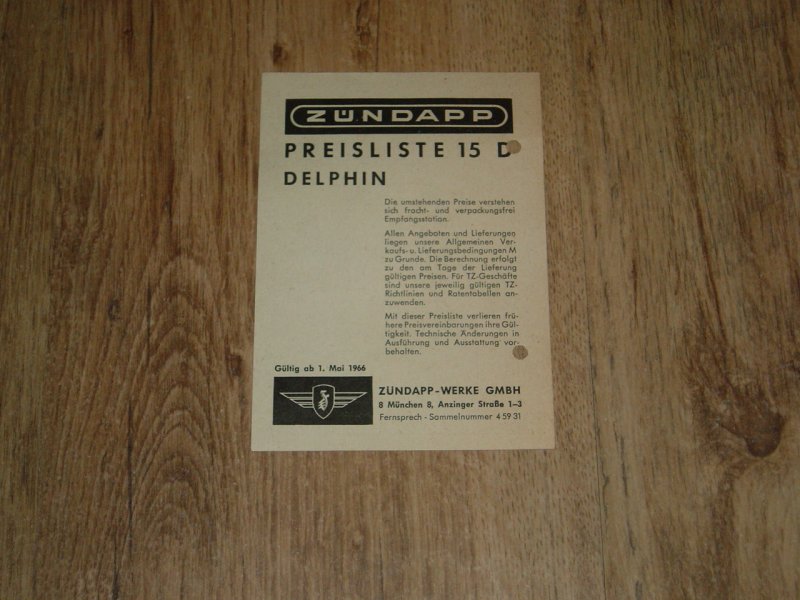 ZÜNDAPP
PREISLISTE 15 D
DELPHIN
Die umstehenden Preise verstehen
sich fracht- und verpackungsfrei
Empfangsstation.
Allen Angeboten und Lieferungen
liegen unsere Allgemeinen Ver-
kaufs- u. Lieferungsbedingungen M
zu Grunde. Die Berechnung erfolgt
zu den am Tage der Lieferung
gültigen Preisen. Für TZ-Geschäfte
sind unsere jeweilig gültigen TZ-
Richtlinien und Ratentabellen an-
zuwenden.
Mit dieser Preisliste verlieren frü-
here Preisvereinbarungen ihre Gül-
tigkeit. Technische Änderungen in
Ausführung und Ausstattung vor-
behalten.
Gültig ab 1. Mai 1966
ZÜNDAPP-WERKE GMBH
8 München 8, Anzinger Straße 1–3
Fernsprech - Sammelnummer 4 59 31